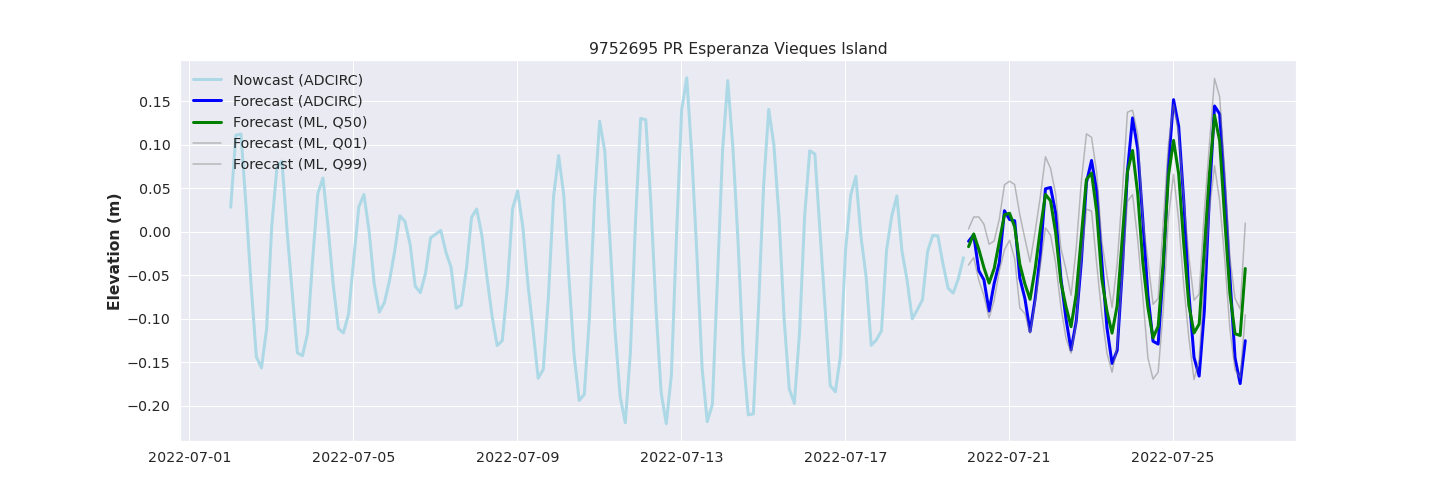 9752695 PR Esperanza Vieques Island
Nowcast (ADCIRC)
Forecast (ADCIRC)
Forecast (ML, Q50)
Forecast (ML, Q01)
Forecast (ML, Q99)
Elevation (m)
0.15
0.10
0.05
0.00
−0.05
−0.10
−0.15
−0.20
2022-07-01 2022-07-05 2022-07-09 2022-07-13 2022-07-17 2022-07-21 2022-07-25